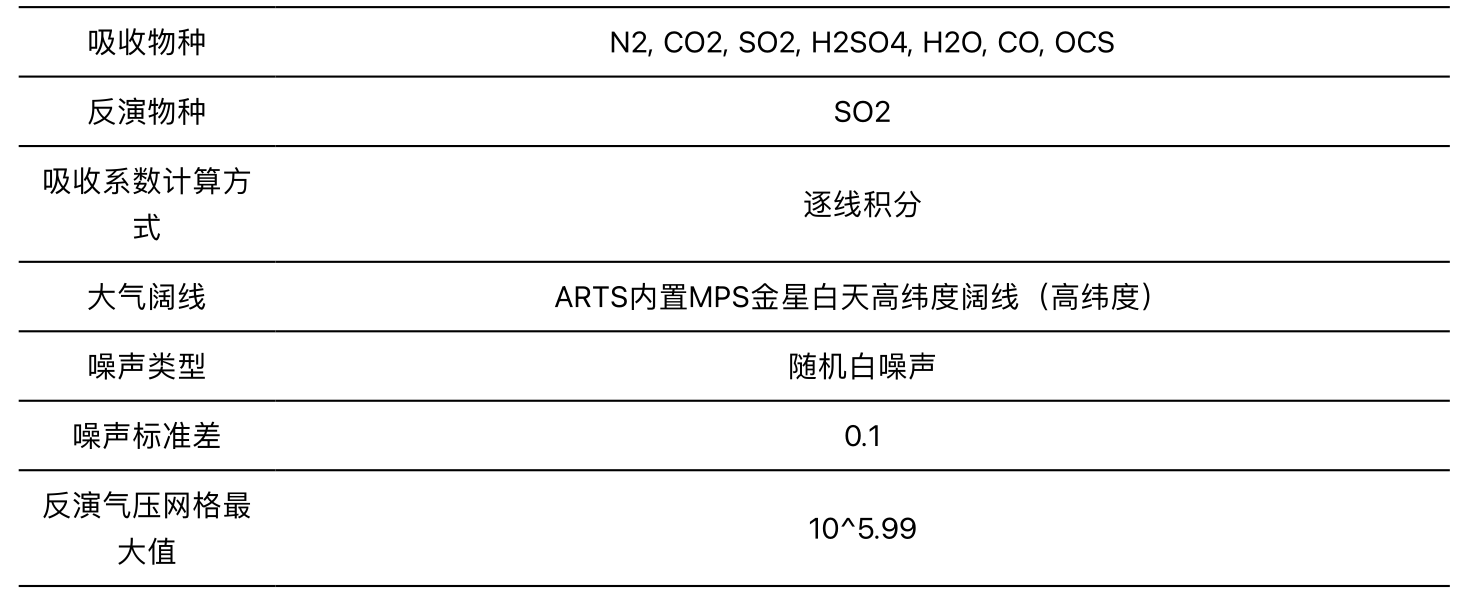 吸收物种 N2, CO2, SO2, H2SO4, H2O, CO, OCS
反演物种 SO2
吸收系数计算方
式
逐线积分
大气阔线 ARTS内置MPS金星白天高纬度阔线（高纬度）
噪声类型 随机白噪声
噪声标准差 0.1
反演气压网格最
大值
10^5.99